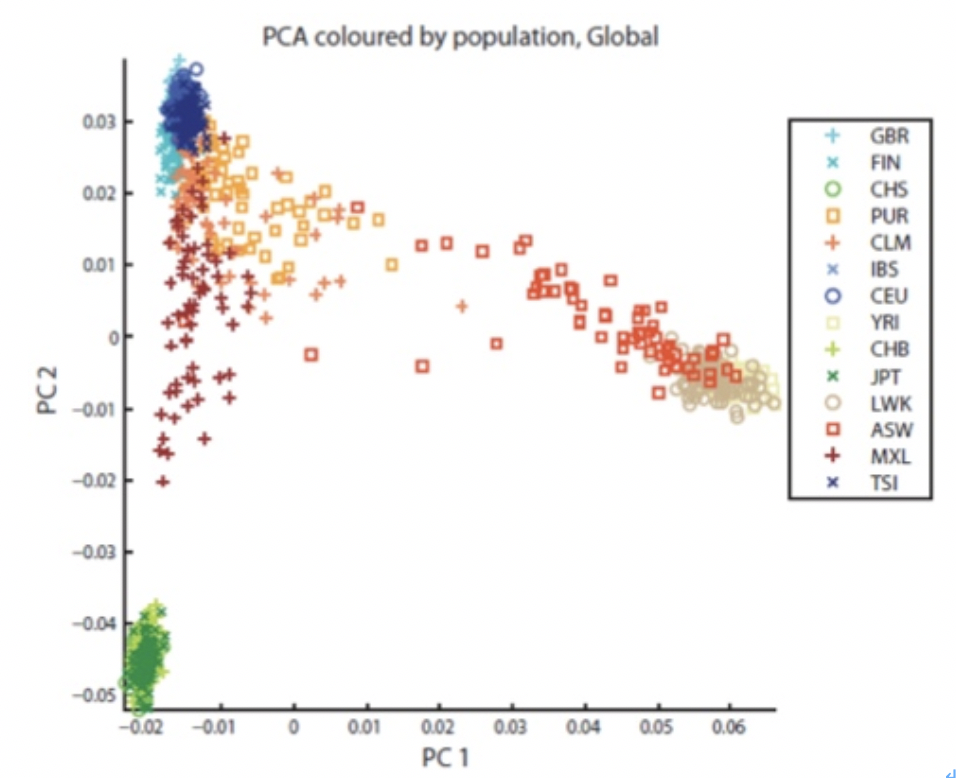 PCA coloured by population, Global
0.03
0.02
0.01
0
−0.01
−0.02
−0.03
−0.04
−0.05
PC 2
−0.02 −0.01 0 0.01 0.02 0.03 0.04 0.05 0.06
PC 1
GBR
FIN
CHS
PUR
CLM
IBS
CEU
YRI
CHB
JPT
LWK
ASW
MXL
TSI